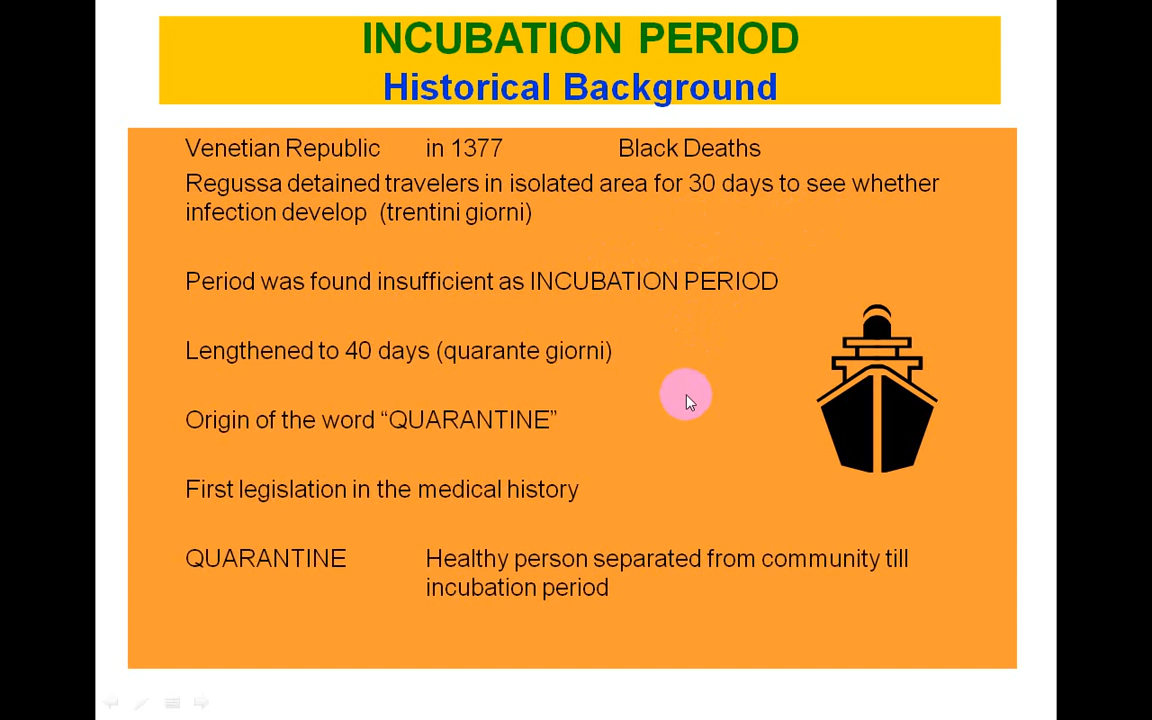 INCUBATION PERIOD
Historical Background
Venetian Republic in 1377 Black Deaths
Regussa detained travelers in isolated area for 30 days to see whether
infection develop (trentini giorni)
Period was found insufficient as INCUBATION PERIOD
Lengthened to 40 days (quarante giorni)
Origin of the word “QUARANTINE”
First legislation in the medical history
QUARANTINE Healthy person separated from community till
incubation period